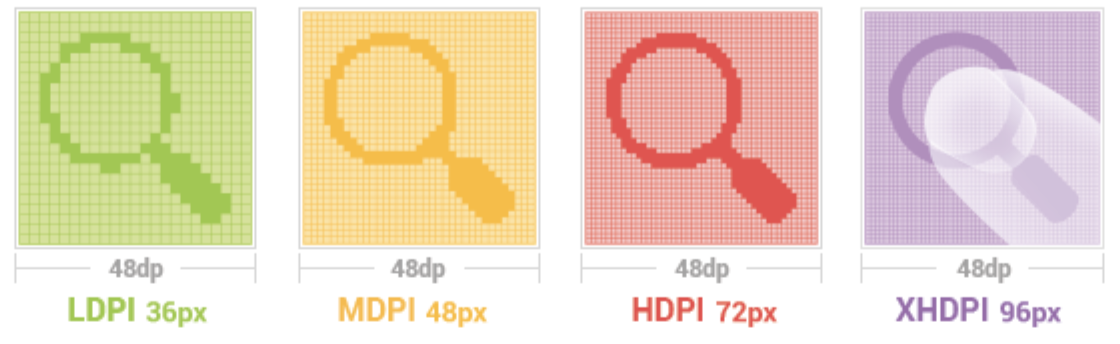 48dp 48dp 48dp 48dp
LDPI 36px MDPI 48px HDPI 72px XHDPI 96px